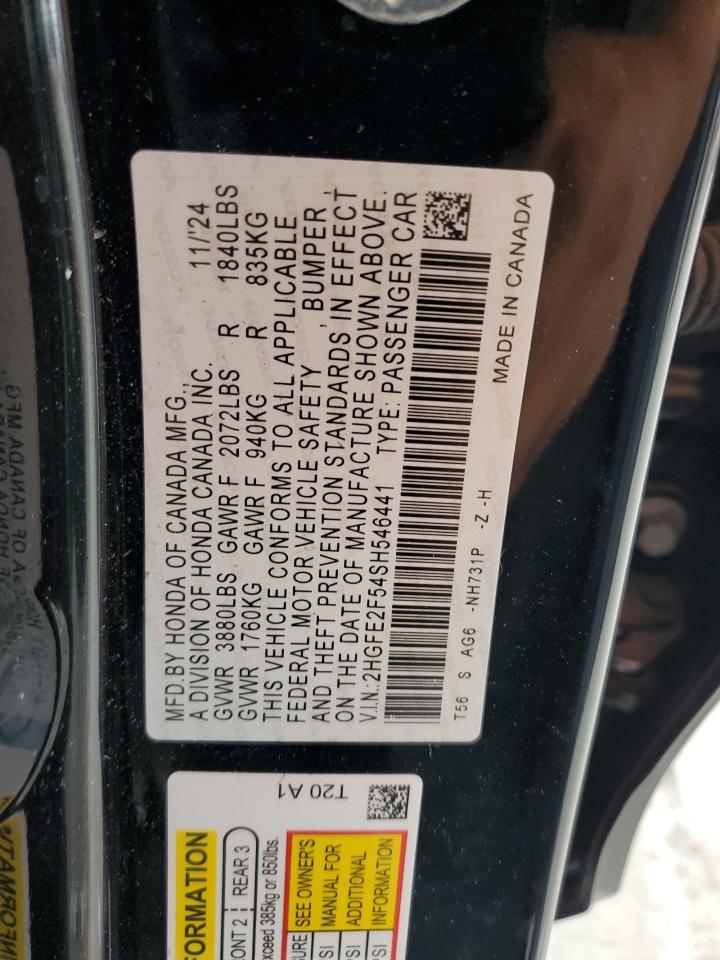 MFD.BY HONDA OF CANADA MFG.,
A DIVISION OF HONDA CANADA INC. 11/'24
GVWR 3880LBS GAWR F 2072LBS R 1840LBS
GVWR 1760KG GAWR F 940KG R 835KG
THIS VEHICLE CONFORMS TO ALL APPLICABLE
FEDERAL MOTOR VEHICLE SAFETY, BUMPER,
AND THEFT PREVENTION STANDARDS, IN EFFECT
ON THE DATE OF MANUFACTURE SHOWN ABOVE.
V.I.N.:2HGFE2F54SH546441 TYPE: PASSENGER CAR
T56 S AG6 -NH731P -Z -H
MADE IN CANADA
T20 A1
REAR 3
exceed 385kg or 850lbs.
SEE OWNER'S
MANUAL FOR
ADDITIONAL
INFORMATION